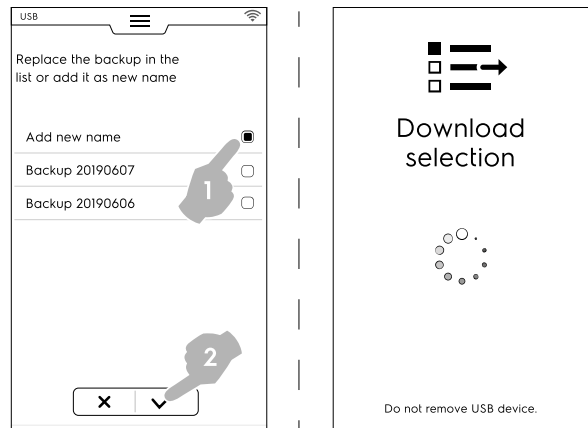 USB
Replace the backup in the
list or add it as new name
Add new name
Backup 20190607
Backup 20190606
1
2
Download
selection
Do not remove USB device.